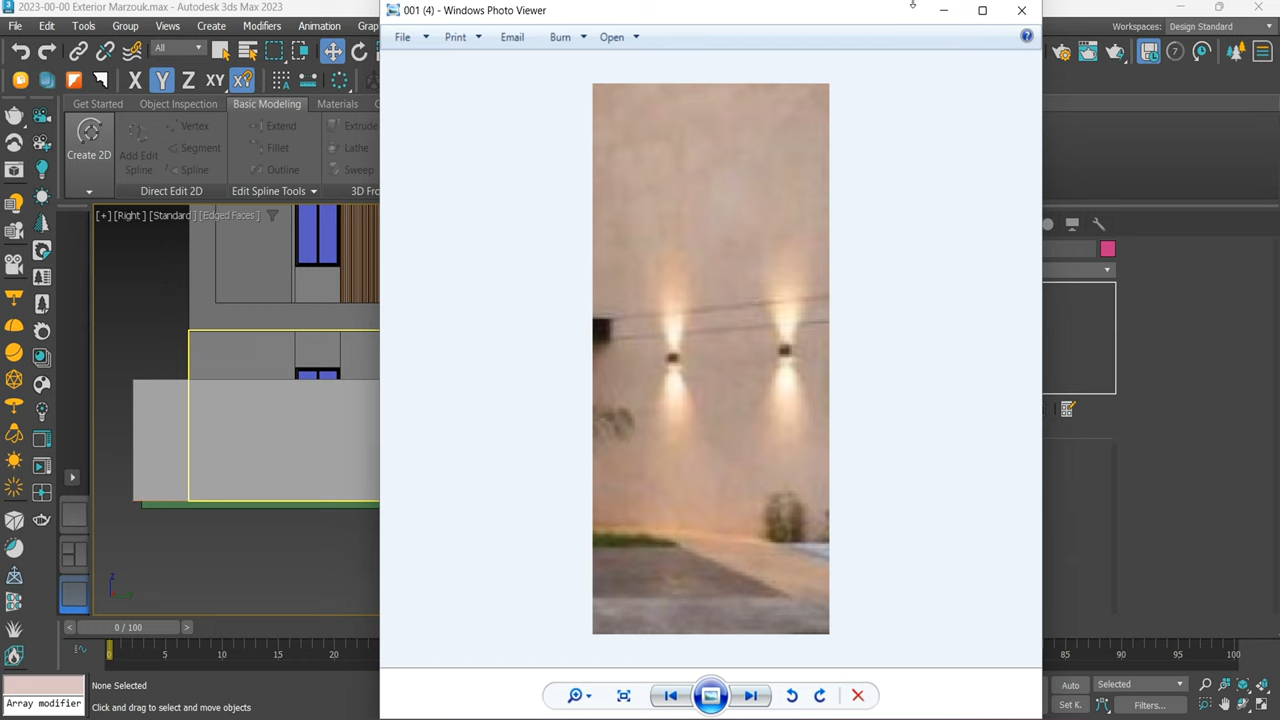 2023-00-00 Exterior Marzouk.max - Autodesk 3ds Max 2023
001 (4) - Windows Photo Viewer
File Edit Tools Group Views Create Modifiers Animation Grap
File Print Email Burn Open
Workspaces: Design Standard
All
X Y Z XY
Get Started Object Inspection Basic Modeling Materials
Create 2D
Add Edit Spline
Vertex
Segment
Spline
Extend
Fillet
Outline
Extrude
Lathe
Sweep
Direct Edit 2D
Edit Spline Tools
3D Fro
[+] [Right ] [Standard ] [Edged Faces ]
z
y
< 0 / 100 >
0 5 10 15 20
85 90 95 100
None Selected
Click and drag to select and move objects
Array modifier
Auto Selected
Set K. Filters...